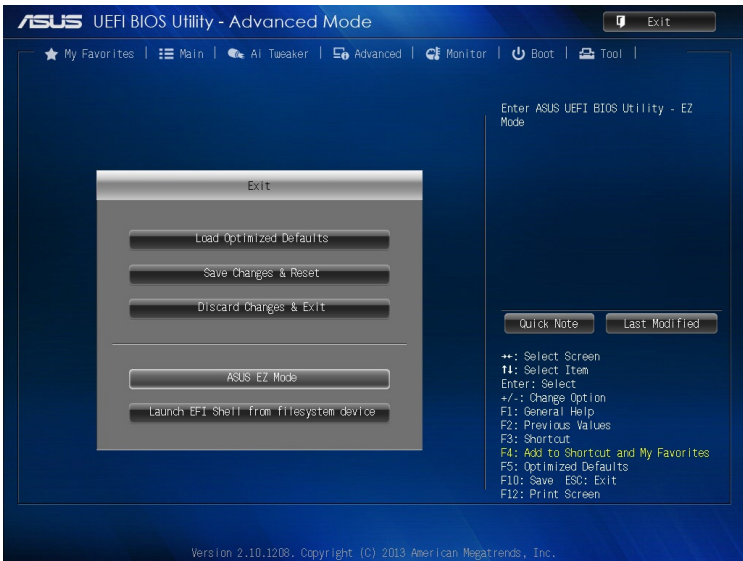 ASUS UEFI BIOS Utility - Advanced Mode
Exit
My Favorites | Main | Ai Tweaker | Advanced | Monitor | Boot | Tool |
Enter ASUS UEFI BIOS Utility - EZ
Mode
Exit
Load Optimized Defaults
Save Changes & Reset
Discard Changes & Exit
ASUS EZ Mode
Launch EFI Shell from filesystem device
Quick Note
Last Modified
→←: Select Screen
↑↓: Select Item
Enter: Select
+/-: Change Option
F1: General Help
F2: Previous Values
F3: Shortcut
F4: Add to Shortcut and My Favorites
F5: Optimized Defaults
F10: Save ESC: Exit
F12: Print Screen
Version 2.10.1208. Copyright (C) 2013 American Megatrends, Inc.